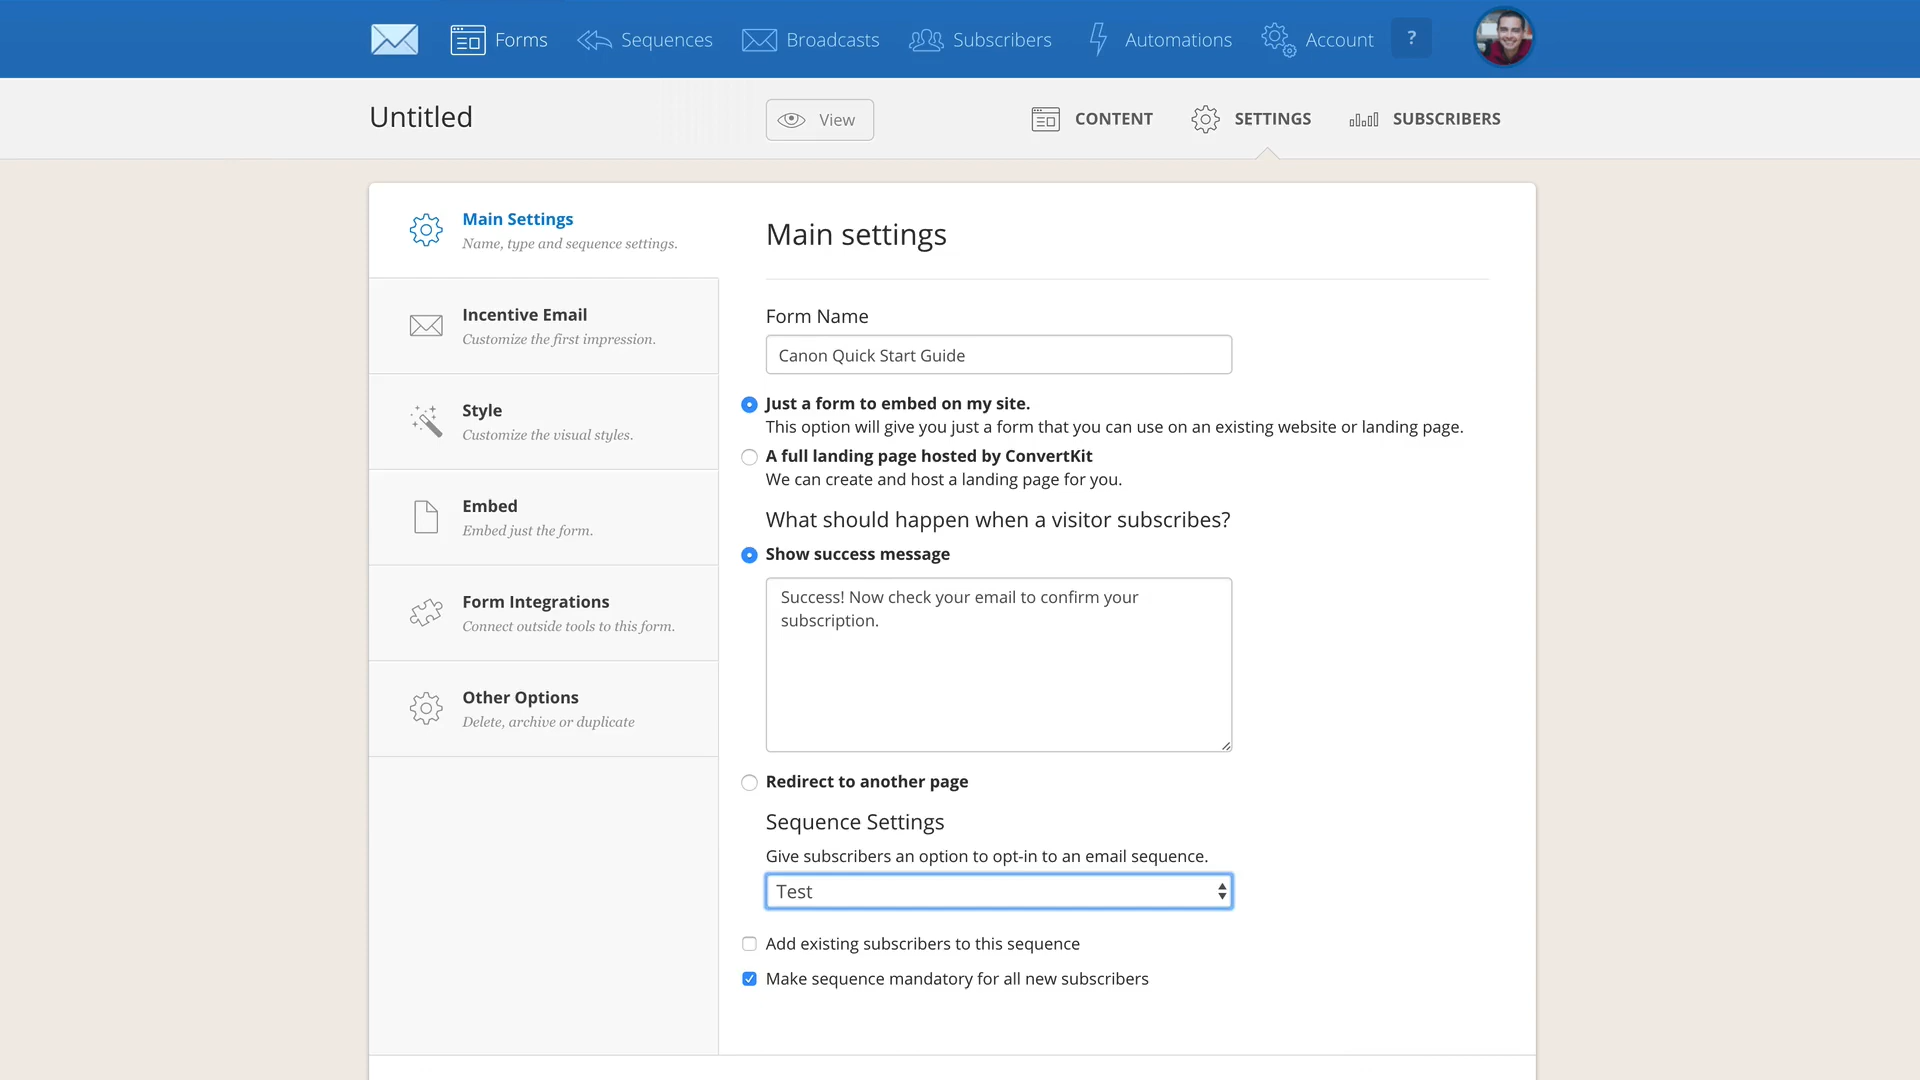 Forms
Sequences
Broadcasts
Subscribers
Automations
Account
?
Untitled
View
CONTENT
SETTINGS
SUBSCRIBERS
Main Settings
Name, type and sequence settings.
Incentive Email
Customize the first impression.
Style
Customize the visual styles.
Embed
Embed just the form.
Form Integrations
Connect outside tools to this form.
Other Options
Delete, archive or duplicate
Main settings
Form Name
Canon Quick Start Guide
Just a form to embed on my site.
This option will give you just a form that you can use on an existing website or landing page.
A full landing page hosted by ConvertKit
We can create and host a landing page for you.
What should happen when a visitor subscribes?
Show success message
Success! Now check your email to confirm your
subscription.
Redirect to another page
Sequence Settings
Give subscribers an option to opt-in to an email sequence.
Test
Add existing subscribers to this sequence
Make sequence mandatory for all new subscribers